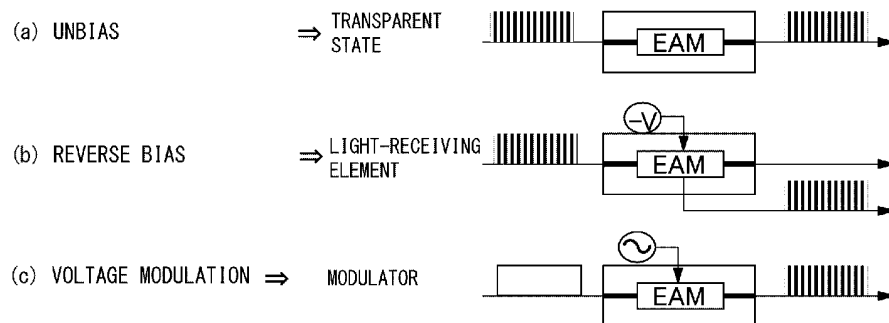 (a) UNBIAS ⇒ TRANSPARENT STATE
EAM
(b) REVERSE BIAS ⇒ LIGHT-RECEIVING ELEMENT
-V
EAM
(c) VOLTAGE MODULATION ⇒ MODULATOR
EAM